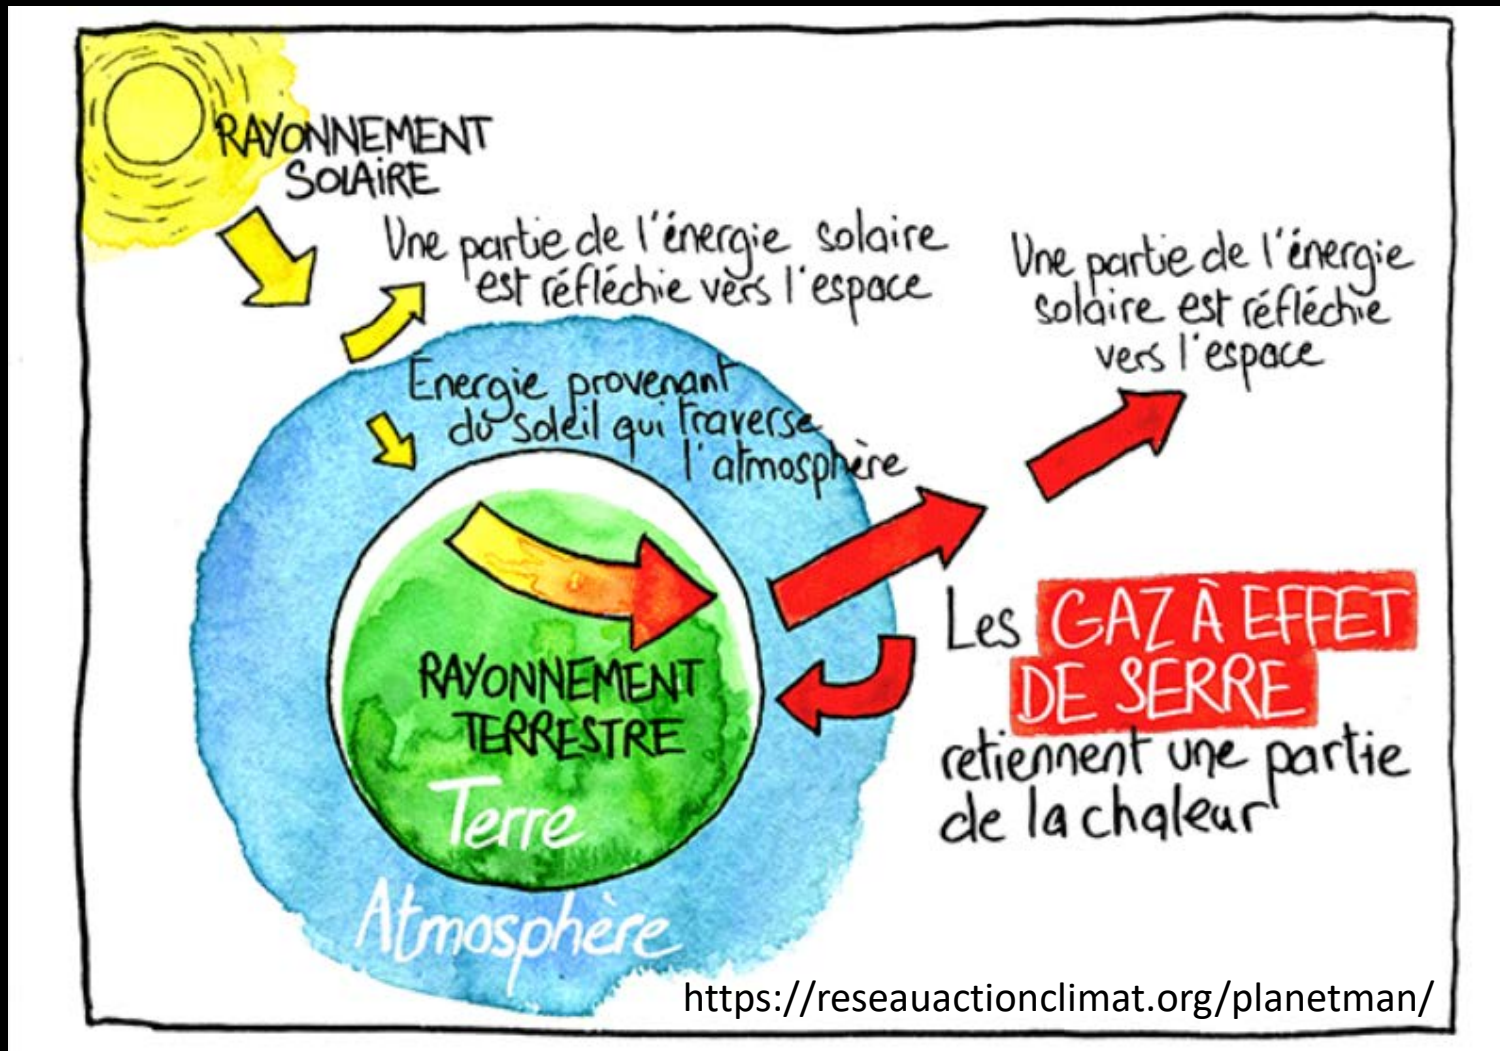 RAYONNEMENT
SOLAIRE
Une partie de l'énergie solaire
est réfléchie vers l'espace
Une partie de l'énergie
solaire est réfléchie
vers l'espace
Énergie provenant
du soleil qui traverse
l'atmosphère
Les GAZ À EFFET
DE SERRE
retiennent une partie
de la chaleur
RAYONNEMENT
TERRESTRE
Terre
Atmosphère
https://reseauactionclimat.org/planetman/